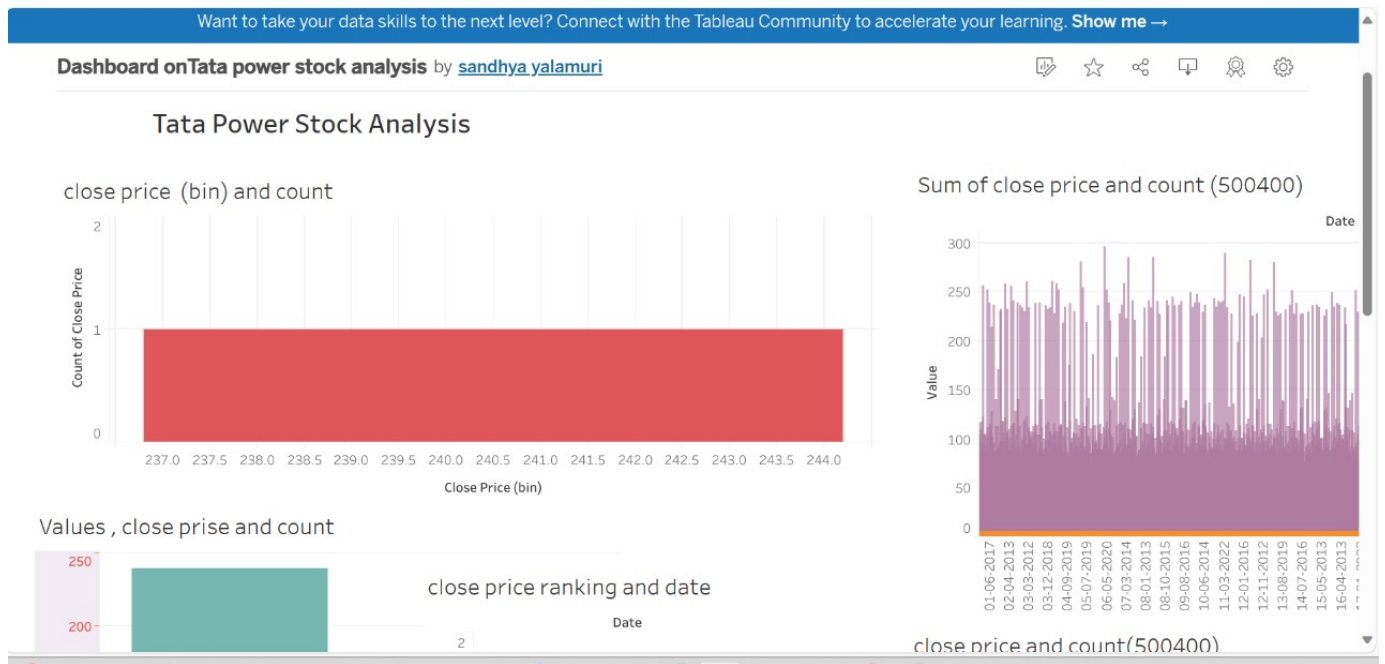 Want to take your data skills to the next level? Connect with the Tableau Community to accelerate your learning. Show me →
Dashboard onTata power stock analysis by sandhya yalamuri
Tata Power Stock Analysis
close price (bin) and count
2
1
0
Count of Close Price
237.0 237.5 238.0 238.5 239.0 239.5 240.0 240.5 241.0 241.5 242.0 242.5 243.0 243.5 244.0
Close Price (bin)
Sum of close price and count (500400)
Date
300
250
200
150
100
50
0
Value
01-06-2017
02-04-2013
03-03-2012
03-12-2018
04-09-2019
05-07-2019
06-05-2020
07-03-2014
08-01-2013
08-10-2015
09-08-2016
10-06-2014
11-03-2022
12-01-2016
12-11-2012
13-08-2019
14-07-2016
15-05-2013
16-04-2013
Values , close prise and count
250
200
close price ranking and date
Date
2
close price and count(500400)